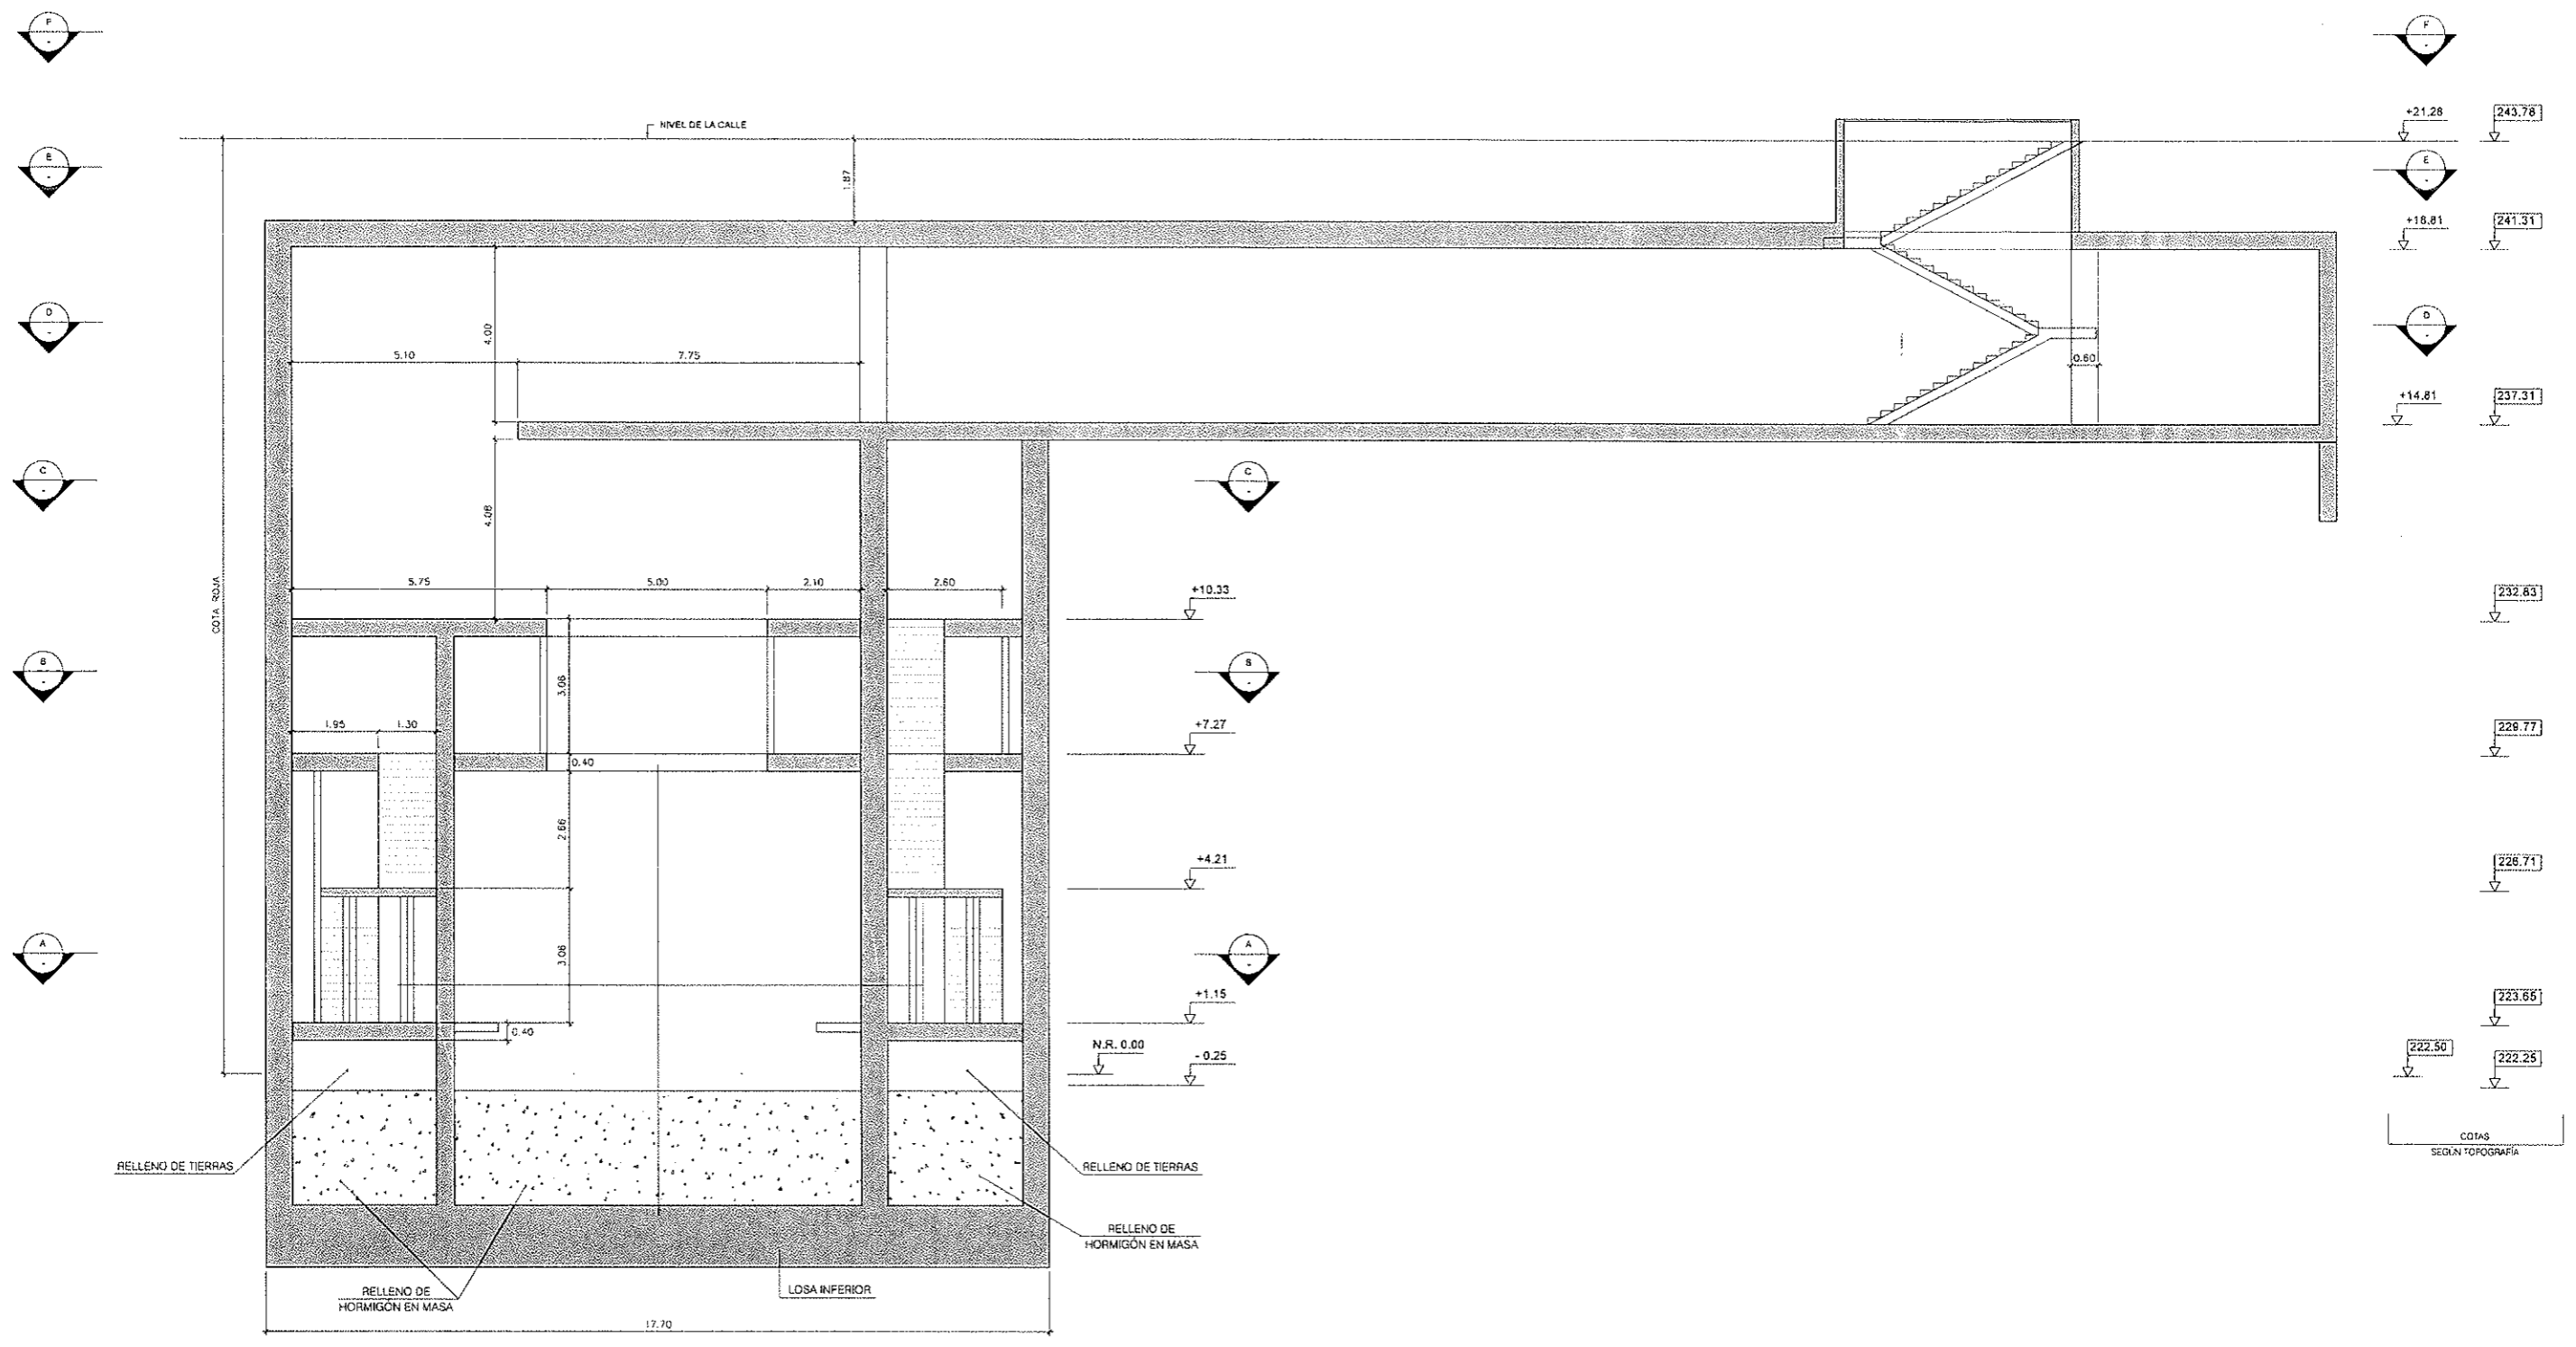 F
F
NIVEL DE LA CALLE
+21.28
243.78
E
1.87
E
+18.81
241.31
D
4.00
D
5.10
7.75
0.60
+14.81
237.31
C
C
4.08
COTA ROJA
5.75
5.00
2.10
2.60
+10.33
232.83
B
B
3.06
1.95
1.30
+7.27
229.77
0.40
2.66
+4.21
226.71
A
A
3.06
+1.15
223.65
0.40
N.R. 0.00
- 0.25
222.50
222.25
COTAS
SEGÚN TOPOGRAFÍA
RELLENO DE TIERRAS
RELLENO DE TIERRAS
RELLENO DE
HORMIGÓN EN MASA
LOSA INFERIOR
RELLENO DE
HORMIGÓN EN MASA
17.70